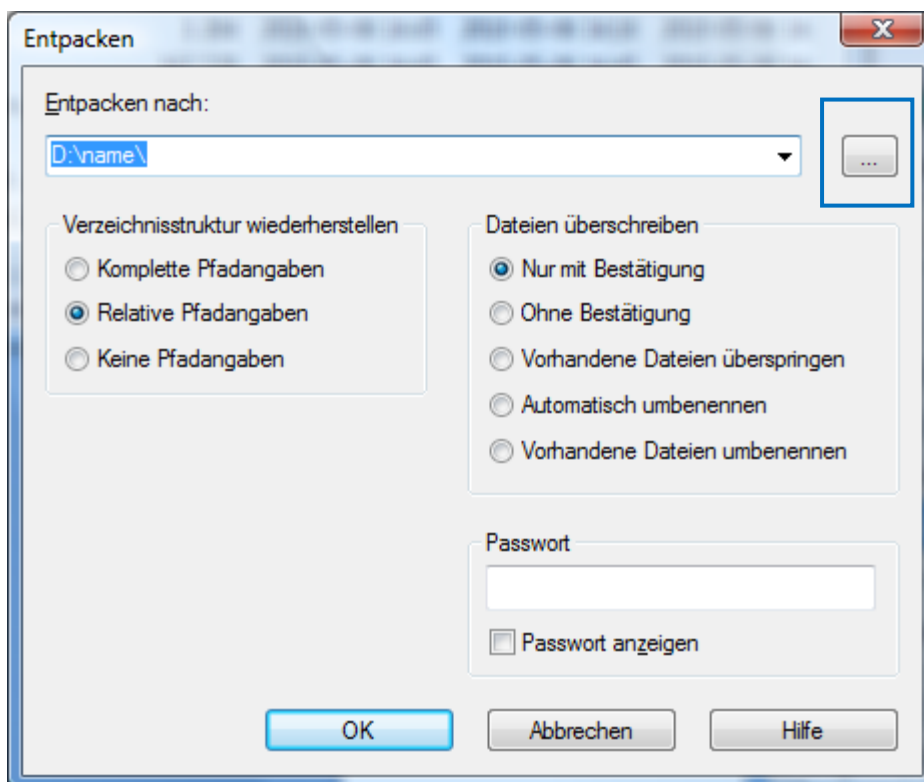 Entpacken
Entpacken nach:
D:\name\
...
Verzeichnisstruktur wiederherstellen
Komplette Pfadangaben
Relative Pfadangaben
Keine Pfadangaben
Dateien überschreiben
Nur mit Bestätigung
Ohne Bestätigung
Vorhandene Dateien überspringen
Automatisch umbenennen
Vorhandene Dateien umbenennen
Passwort
Passwort anzeigen
OK
Abbrechen
Hilfe